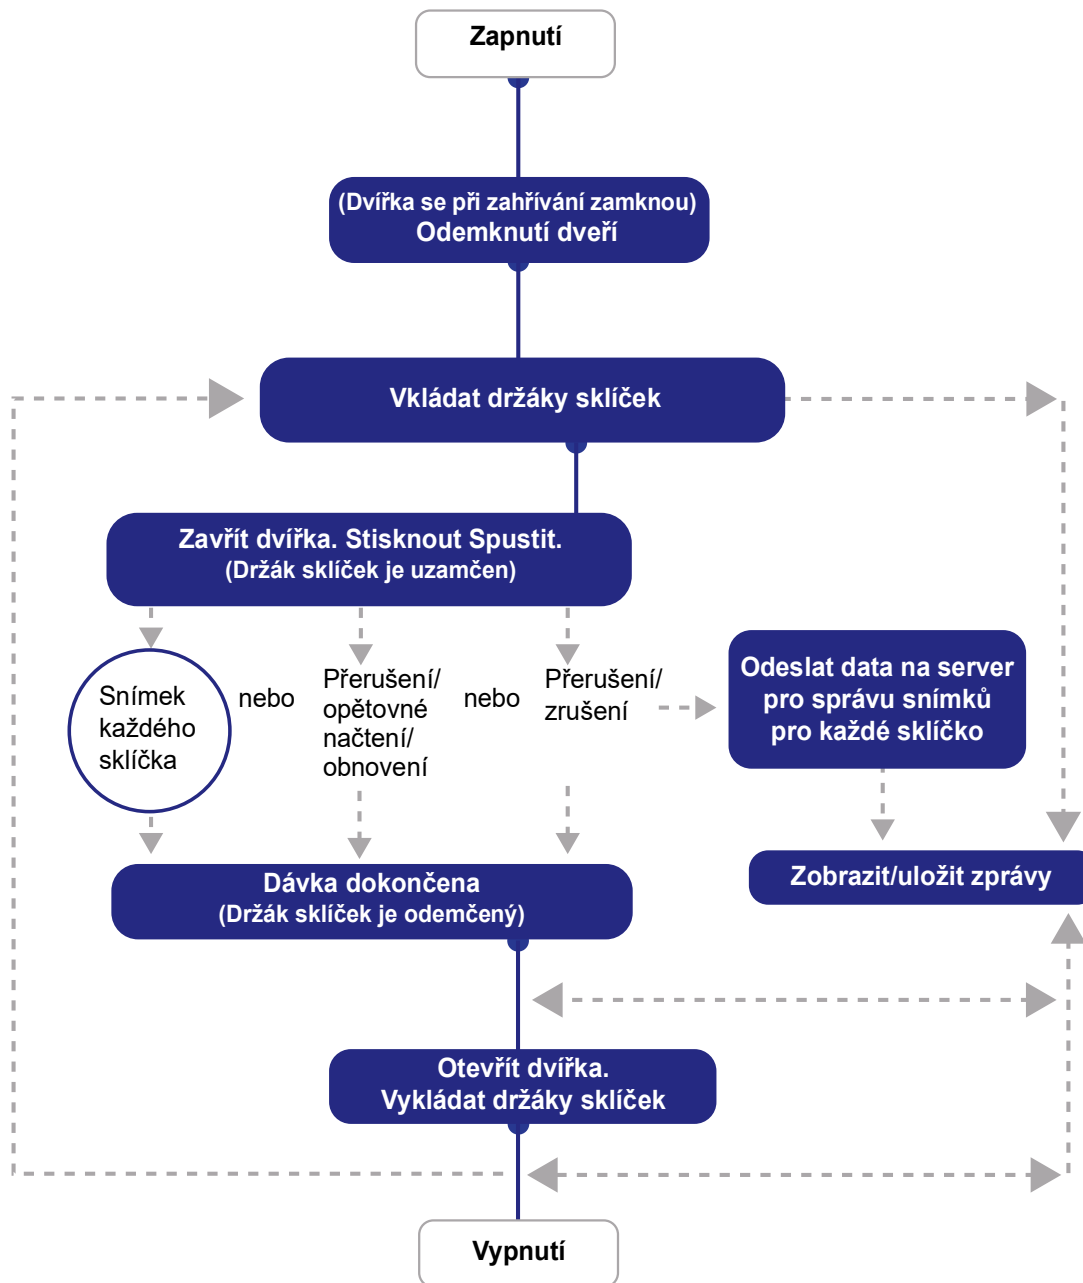 Zapnutí
(Dvířka se při zahřívání zamknou)
Odemknutí dveří
Vkládat držáky sklíček
Zavřít dvířka. Stisknout Spustit.
(Držák sklíček je uzamčen)
Snímek
každého
sklíčka
nebo
Přerušení/
opětovné
načtení/
obnovení
nebo
Přerušení/
zrušení
Odeslat data na server
pro správu snímků
pro každé sklíčko
Dávka dokončena
(Držák sklíček je odemčený)
Zobrazit/uložit zprávy
Otevřít dvířka.
Vykládat držáky sklíček
Vypnutí